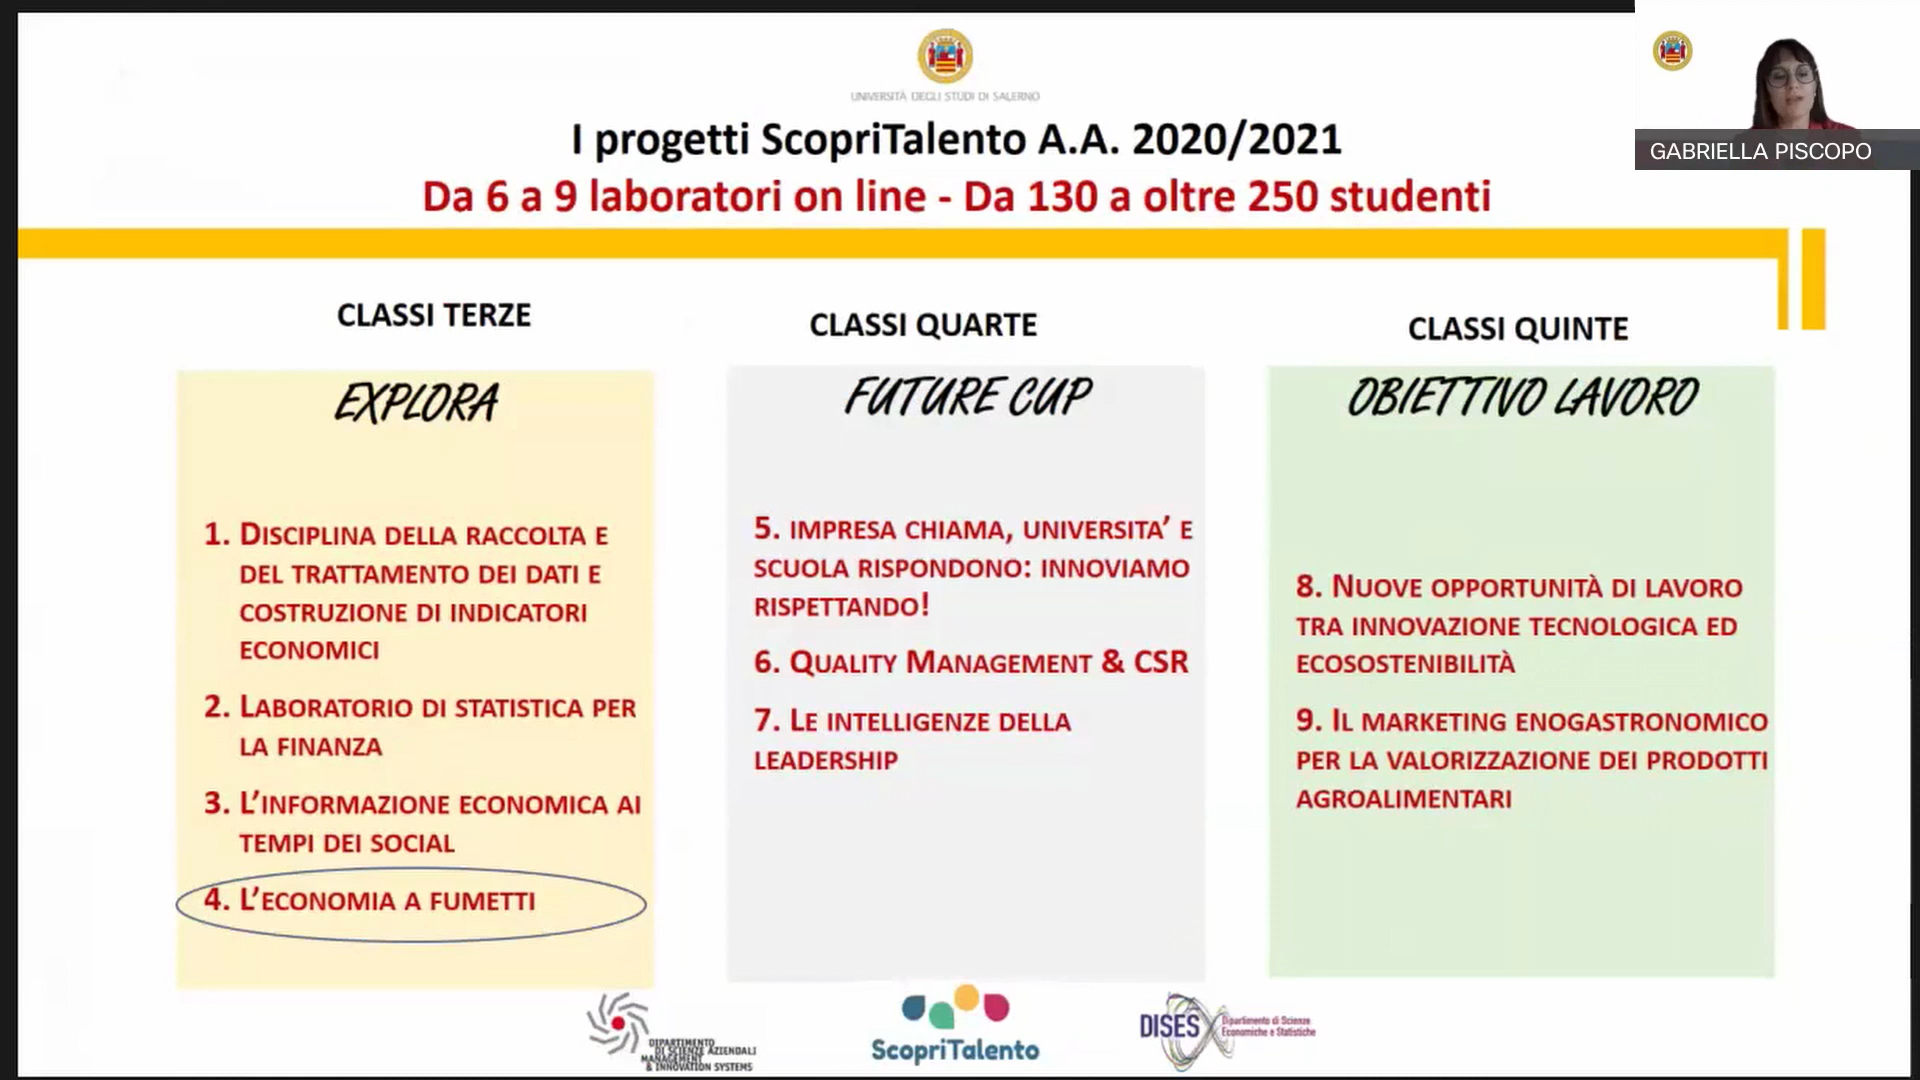 UNIVERSITÀ DEGLI STUDI DI SALERNO
GABRIELLA PISCOPO
I progetti ScopriTalento A.A. 2020/2021
Da 6 a 9 laboratori on line - Da 130 a oltre 250 studenti
CLASSI TERZE
EXPLORA
1. DISCIPLINA DELLA RACCOLTA E
DEL TRATTAMENTO DEI DATI E
COSTRUZIONE DI INDICATORI
ECONOMICI
2. LABORATORIO DI STATISTICA PER
LA FINANZA
3. L’INFORMAZIONE ECONOMICA AI
TEMPI DEI SOCIAL
4. L’ECONOMIA A FUMETTI
CLASSI QUARTE
FUTURE CUP
5. IMPRESA CHIAMA, UNIVERSITA’ E
SCUOLA RISPONDONO: INNOVIAMO
RISPETTANDO!
6. QUALITY MANAGEMENT & CSR
7. LE INTELLIGENZE DELLA
LEADERSHIP
CLASSI QUINTE
OBIETTIVO LAVORO
8. NUOVE OPPORTUNITÀ DI LAVORO
TRA INNOVAZIONE TECNOLOGICA ED
ECOSOSTENIBILITÀ
9. IL MARKETING ENOGASTRONOMICO
PER LA VALORIZZAZIONE DEI PRODOTTI
AGROALIMENTARI
DIPARTIMENTO
DI SCIENZE AZIENDALI
MANAGEMENT
& INNOVATION SYSTEMS
ScopriTalento
DISES
Dipartimento di Scienze
Economiche e Statistiche